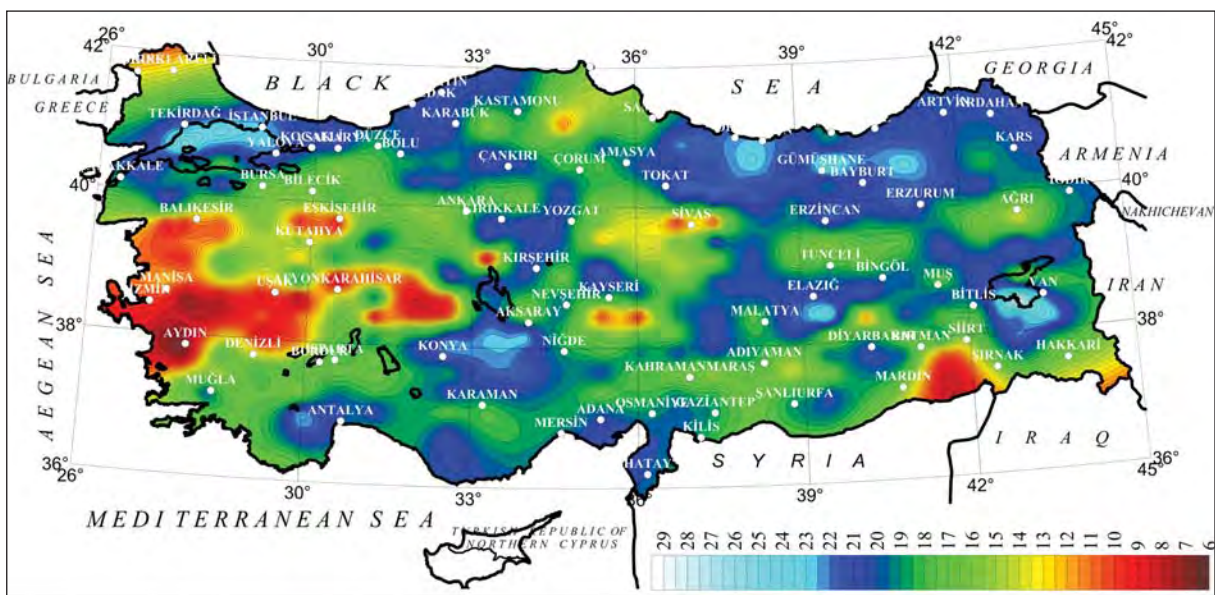 26°
42°
30°
33°
36°
39°
42°
45°
42°
BULGARIA
GREECE
BLACK SEA
GEORGIA
ARMENIA
NAKHICHEVAN
IRAN
IRAQ
SYRIA
AEGEAN SEA
MEDITERRANEAN SEA
TURKISH REPUBLIC OF
NORTHERN CYPRUS
TEKİRDAĞ
İSTANBUL
YALOVA
DÜZCE
BOLU
KARABÜK
KASTAMONU
ARTVİN
ARDAHAN
KARS
ÇANKIRI
ÇORUM
AMASYA
TOKAT
GÜMÜŞHANE
BAYBURT
ERZURUM
AĞRI
IĞDIR
40°
40°
BURSA
BİLECİK
BALIKESİR
ESKİŞEHİR
KÜTAHYA
ANKARA
KIRIKKALE
YOZGAT
SİVAS
ERZİNCAN
TUNCELİ
BİNGÖL
MUŞ
VAN
BİTLİS
KIRŞEHİR
KAYSERİ
NEVŞEHİR
ELAZIĞ
MANİSA
İZMİR
UŞAK
AFYONKARAHİSAR
AKSARAY
MALATYA
38°
38°
AYDIN
DENİZLİ
BURDUR
ISPARTA
KONYA
NİĞDE
DİYARBAKIR
BATMAN
SİİRT
ŞIRNAK
HAKKARİ
MUĞLA
KAHRAMANMARAŞ
ADIYAMAN
MARDİN
ŞANLIURFA
ANTALYA
KARAMAN
MERSİN
ADANA
OSMANİYE
GAZİANTEP
KİLİS
HATAY
36°
26°
30°
33°
36°
39°
42°
45°
36°
29 28 27 26 25 24 23 22 21 20 19 18 17 16 15 14 13 12 11 10 9 8 7 6